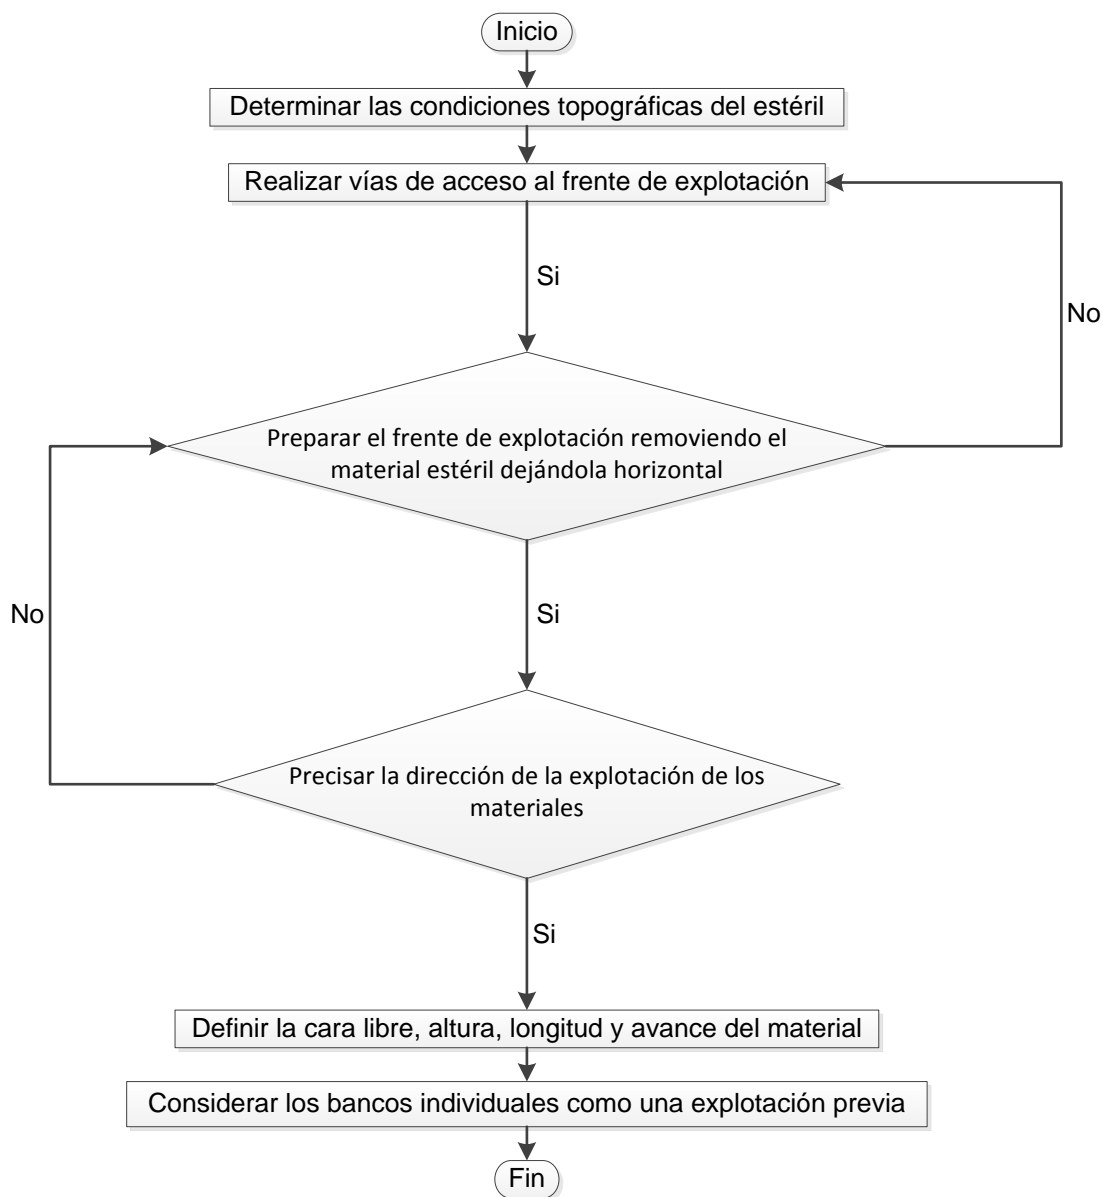 Inicio
Determinar las condiciones topográficas del estéril
Realizar vías de acceso al frente de explotación
Si
No
Preparar el frente de explotación removiendo el
material estéril dejándola horizontal
No
Si
Precisar la dirección de la explotación de los
materiales
Si
Definir la cara libre, altura, longitud y avance del material
Considerar los bancos individuales como una explotación previa
Fin